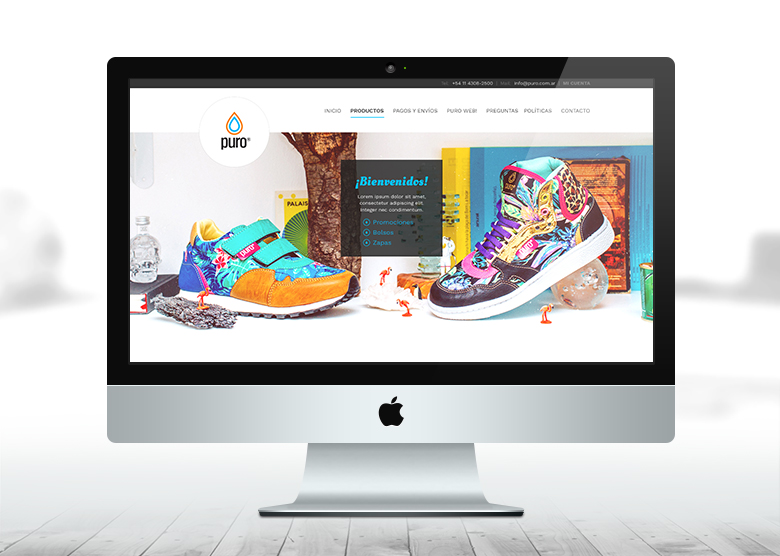 Tel: +54 11 4308-2500 | Mail: info@puro.com.ar | MI CUENTA
INICIO PRODUCTOS PAGOS Y ENVÍOS PURO WEB! PREGUNTAS POLÍTICAS CONTACTO
puro®
PALAIS
¡Bienvenidos!
Lorem ipsum dolor sit amet,
consectetur adipiscing elit.
Integer nec condimentum.
Promociones
Bolsos
Zapas
PURO
PURO